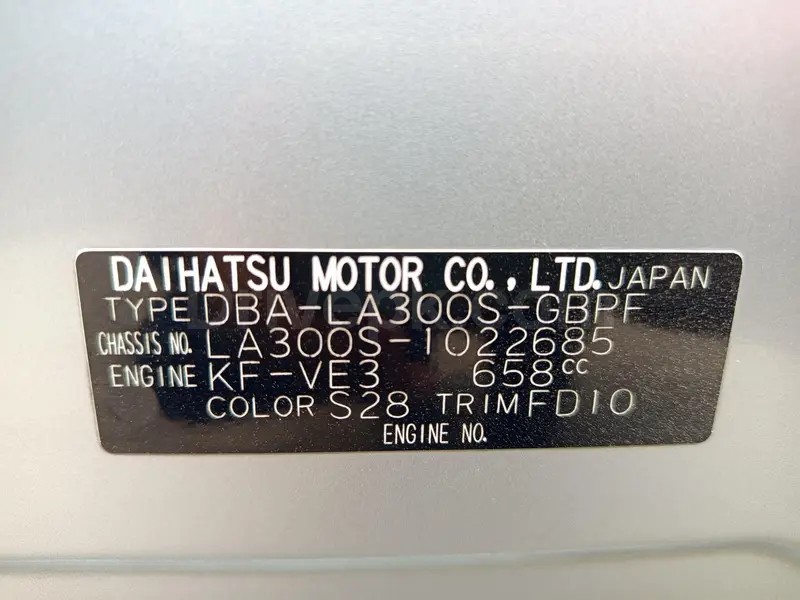 DAIHATSU MOTOR CO., LTD. JAPAN
TYPE DBA-LA300S-GBPF
CHASSIS NO. LA300S-1022685
ENGINE KF-VE3 658cc
COLOR S28 TRIM FD10
ENGINE NO.